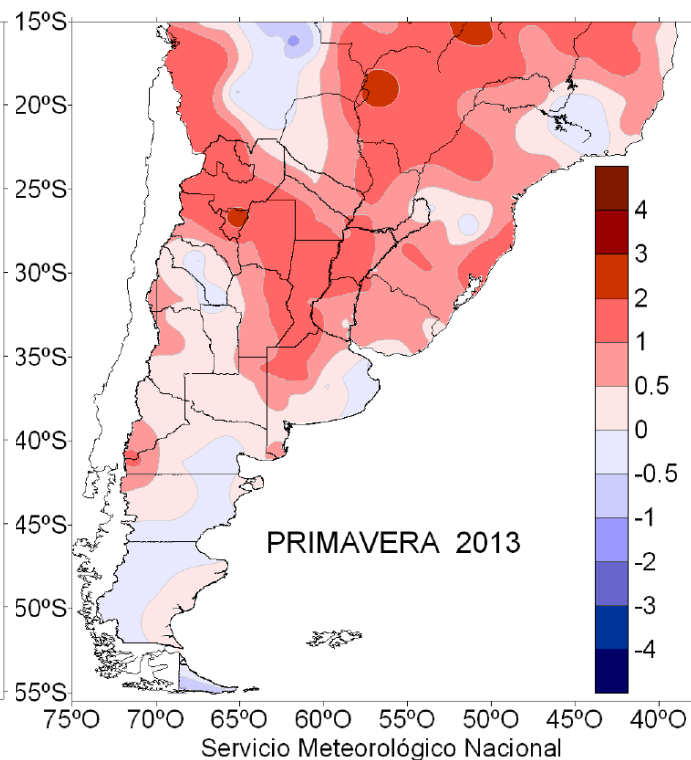 15ºS
20ºS
25ºS
30ºS
35ºS
40ºS
45ºS
50ºS
55ºS
4
3
2
1
0.5
0
-0.5
-1
-2
-3
-4
PRIMAVERA 2013
75ºO 70ºO 65ºO 60ºO 55ºO 50ºO 45ºO 40ºO
Servicio Meteorológico Nacional